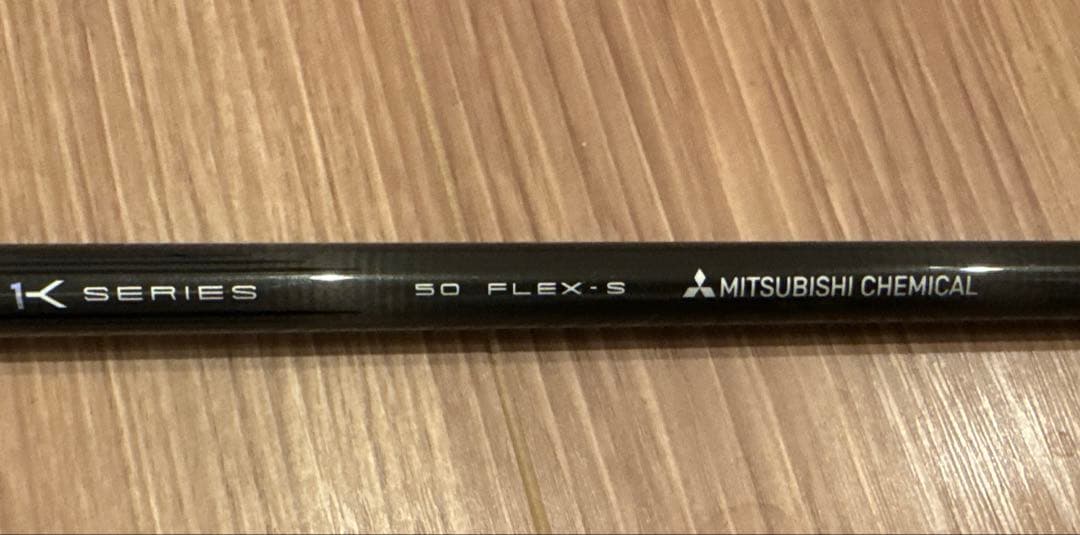 1K SERIES 50 FLEX-S MITSUBISHI CHEMICAL